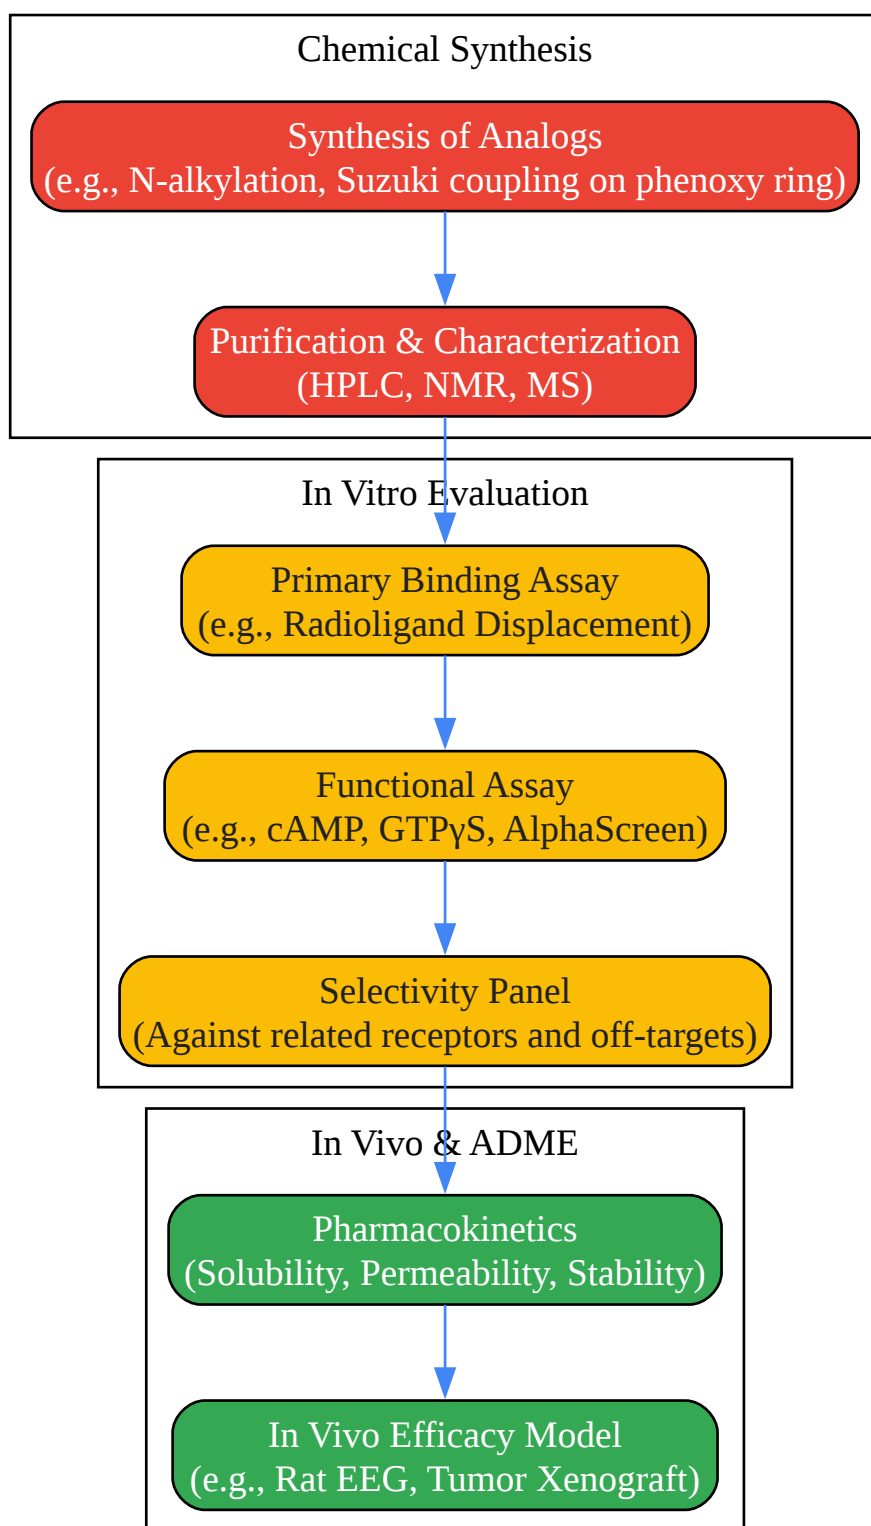 Chemical Synthesis
Synthesis of Analogs
(e.g., N-alkylation, Suzuki coupling on phenoxy ring)
Purification & Characterization
(HPLC, NMR, MS)
In Vitro Evaluation
Primary Binding Assay
(e.g., Radioligand Displacement)
Functional Assay
(e.g., cAMP, GTPγS, AlphaScreen)
Selectivity Panel
(Against related receptors and off-targets)
In Vivo & ADME
Pharmacokinetics
(Solubility, Permeability, Stability)
In Vivo Efficacy Model
(e.g., Rat EEG, Tumor Xenograft)